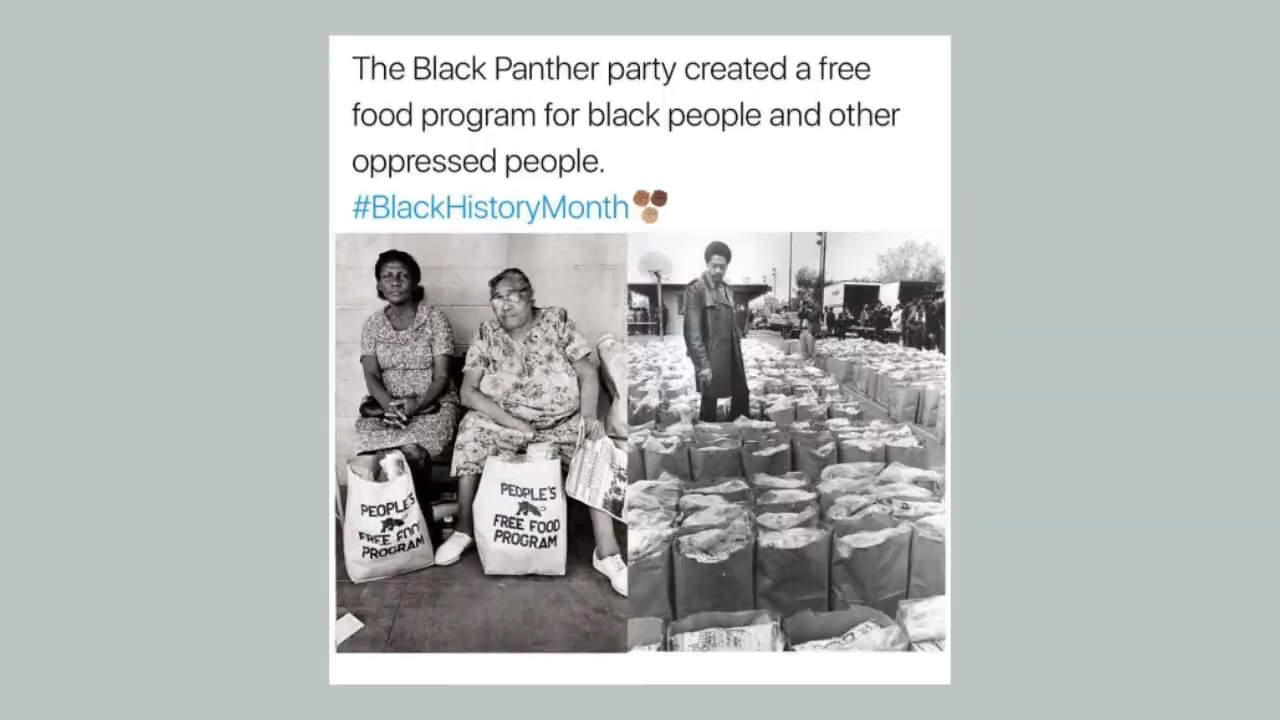 The Black Panther party created a free
food program for black people and other
oppressed people.
#BlackHistoryMonth
PEOPLE'S
FREE FOOD
PROGRAM
PEOPLE'S
FREE FOOD
PROGRAM